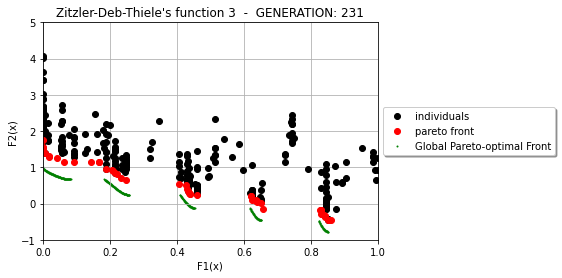 Zitzler-Deb-Thiele's function 3 - GENERATION: 231
5
4
3
2
1
0
−1
F2(x)
0.0 0.2 0.4 0.6 0.8 1.0
F1(x)
individuals
pareto front
Global Pareto-optimal Front